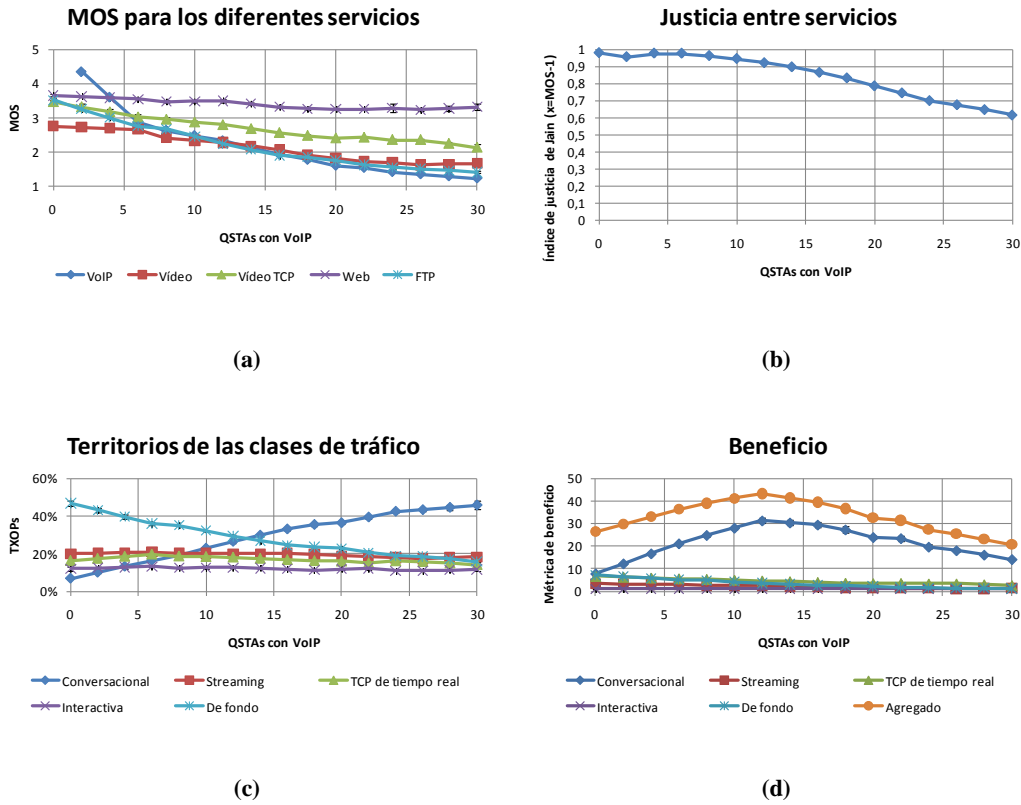 MOS para los diferentes servicios
5
4
3
2
1
MOS
0
5
10
15
20
25
30
QSTAs con VoIP
VoIP
Vídeo
Vídeo TCP
Web
FTP
(a)
Justicia entre servicios
1
0,9
0,8
0,7
0,6
0,5
0,4
0,3
0,2
0,1
0
Índice de justicia de Jain (x=MOS-1)
0
5
10
15
20
25
30
QSTAs con VoIP
(b)
Territorios de las clases de tráfico
60%
40%
20%
0%
TXOPs
0
5
10
15
20
25
30
QSTAs con VoIP
Conversacional
Streaming
TCP de tiempo real
Interactiva
De fondo
(c)
Beneficio
50
40
30
20
10
0
Métrica de beneficio
0
5
10
15
20
25
30
QSTAs con VoIP
Conversacional
Streaming
TCP de tiempo real
Interactiva
De fondo
Agregado
(d)